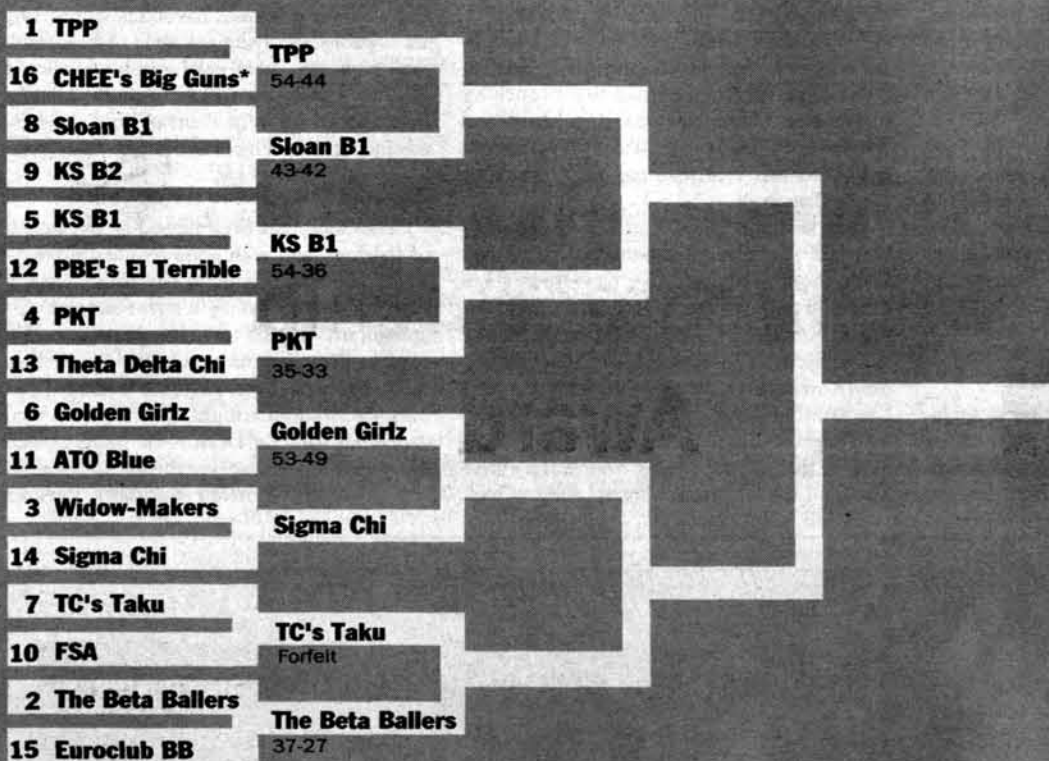 1 TPP
16 CHEE's Big Guns*
8 Sloan B1
9 KS B2
5 KS B1
12 PBE's El Terrible
4 PKT
13 Theta Delta Chi
6 Golden Girlz
11 ATO Blue
3 Widow-Makers
14 Sigma Chi
7 TC's Taku
10 FSA
2 The Beta Ballers
15 Euroclub BB
TPP
54-44
Sloan B1
43-42
KS B1
54-36
PKT
35-33
Golden Girlz
53-49
Sigma Chi
TC's Taku
Forfeit
The Beta Ballers
37-27